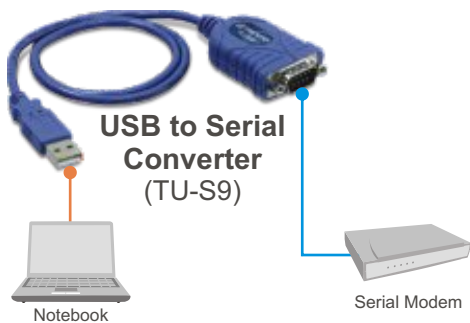 USB to Serial
Converter
(TU-S9)
Notebook
Serial Modem